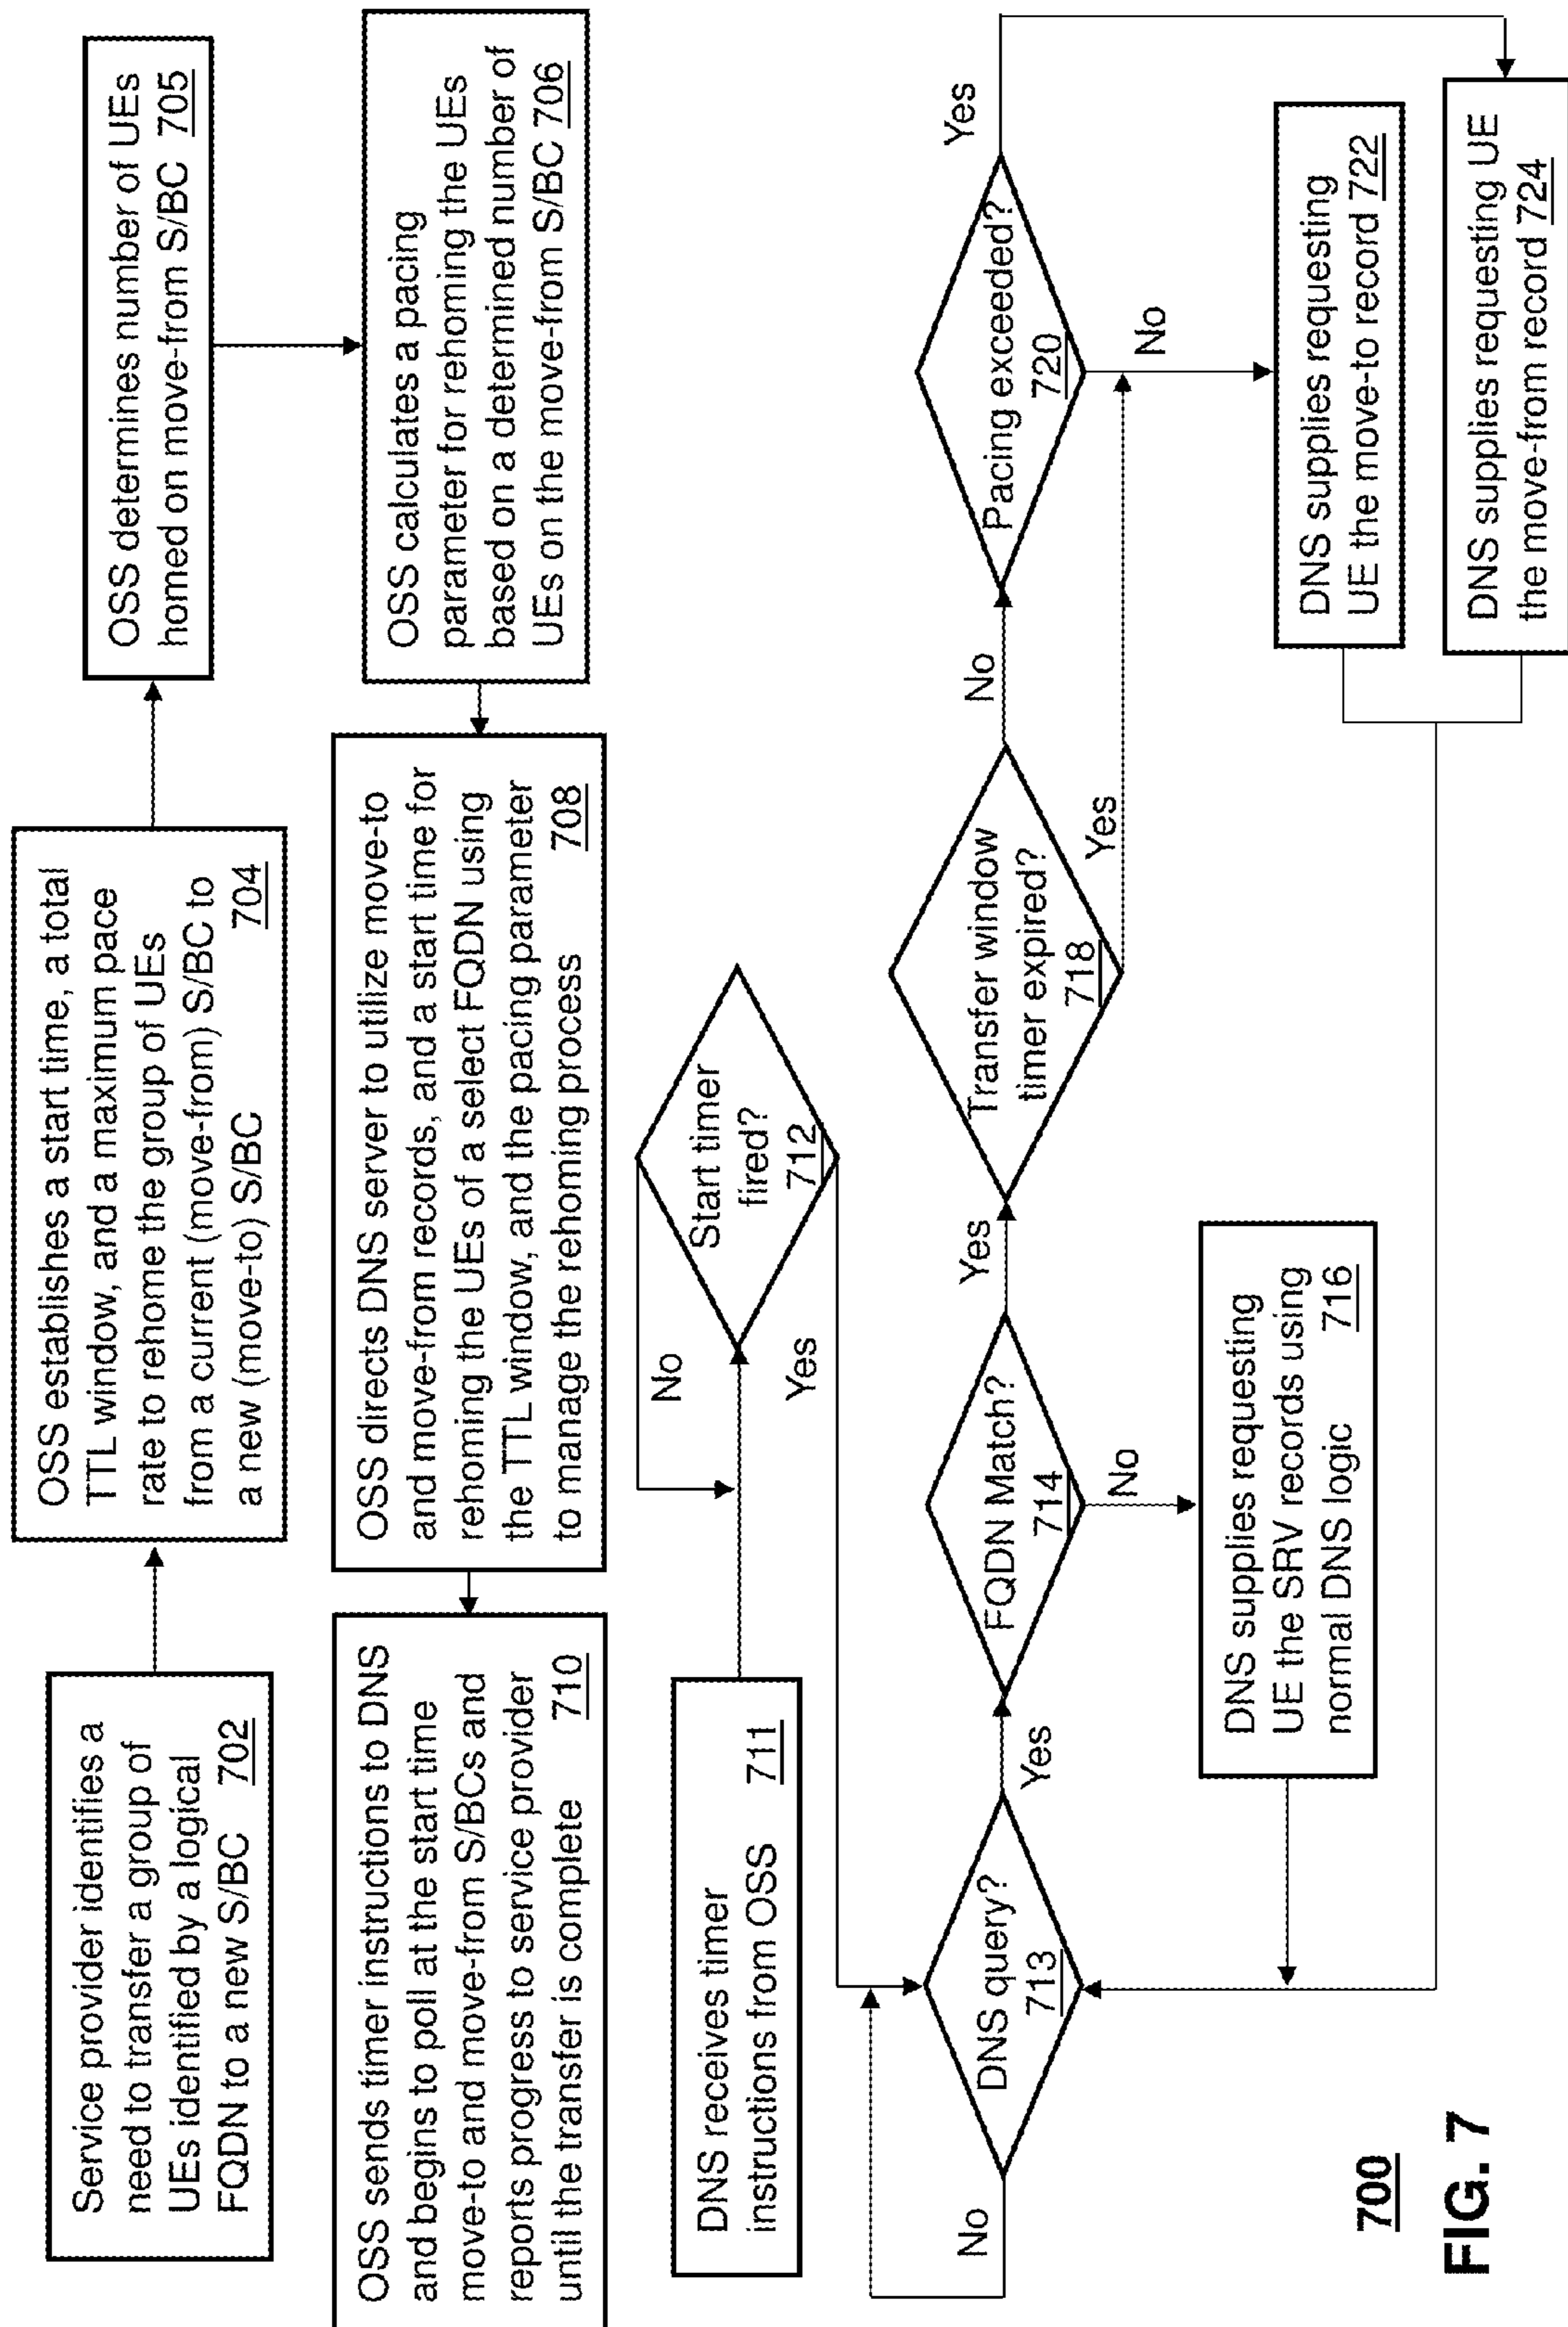 Service provider identifies a
need to transfer a group of
UEs identified by a logical
FQDN to a new S/BC 702
OSS establishes a start time, a total
TTL window, and a maximum pace
rate to rehome the group of UEs
from a current (move-from) S/BC to
a new (move-to) S/BC 704
OSS determines number of UEs
homed on move-from S/BC 705
OSS calculates a pacing
parameter for rehoming the UEs
based on a determined number of
UEs on the move-from S/BC 706
OSS directs DNS server to utilize move-to
and move-from records, and a start time for
rehoming the UEs of a select FQDN using
the TTL window, and the pacing parameter
to manage the rehoming process 708
OSS sends timer instructions to DNS
and begins to poll at the start time
move-to and move-from S/BCs and
reports progress to service provider
until the transfer is complete 710
DNS receives timer
instructions from OSS 711
Start timer
fired?
712
No
Yes
DNS query?
713
No
Yes
FQDN Match?
714
No
Yes
DNS supplies requesting
UE the SRV records using
normal DNS logic 716
Transfer window
timer expired?
718
No
Yes
Pacing exceeded?
720
Yes
No
DNS supplies requesting
UE the move-to record 722
DNS supplies requesting UE
the move-from record 724
700
FIG. 7